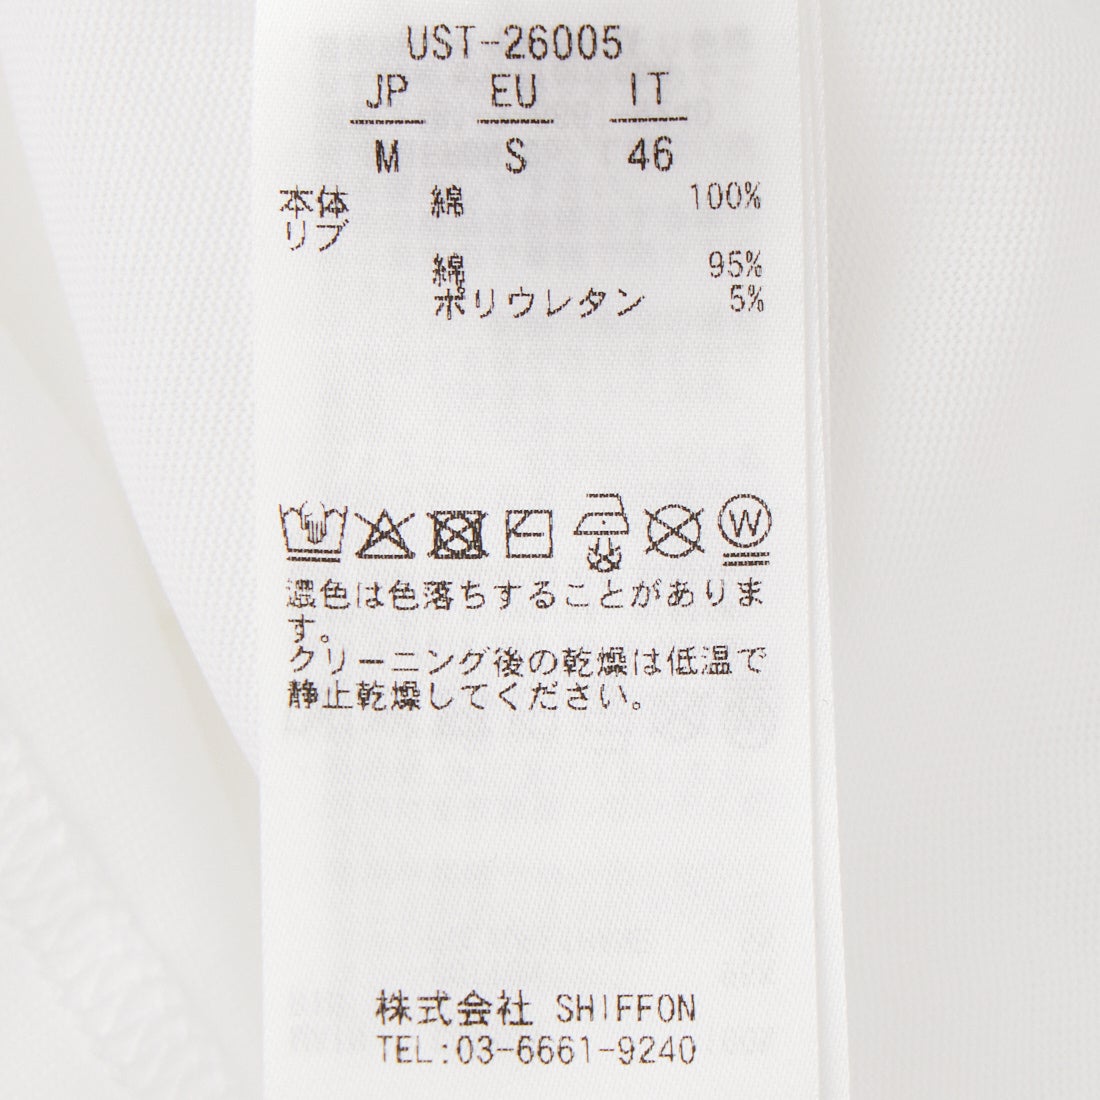 UST-26005
JP EU IT
M S 46
本体 綿 100%
リブ
綿 95%
ポリウレタン 5%
W
濃色は色落ちすることがありま
す。
クリーニング後の乾燥は低温で
静止乾燥してください。
株式会社 SHIFFON
TEL:03-6661-9240